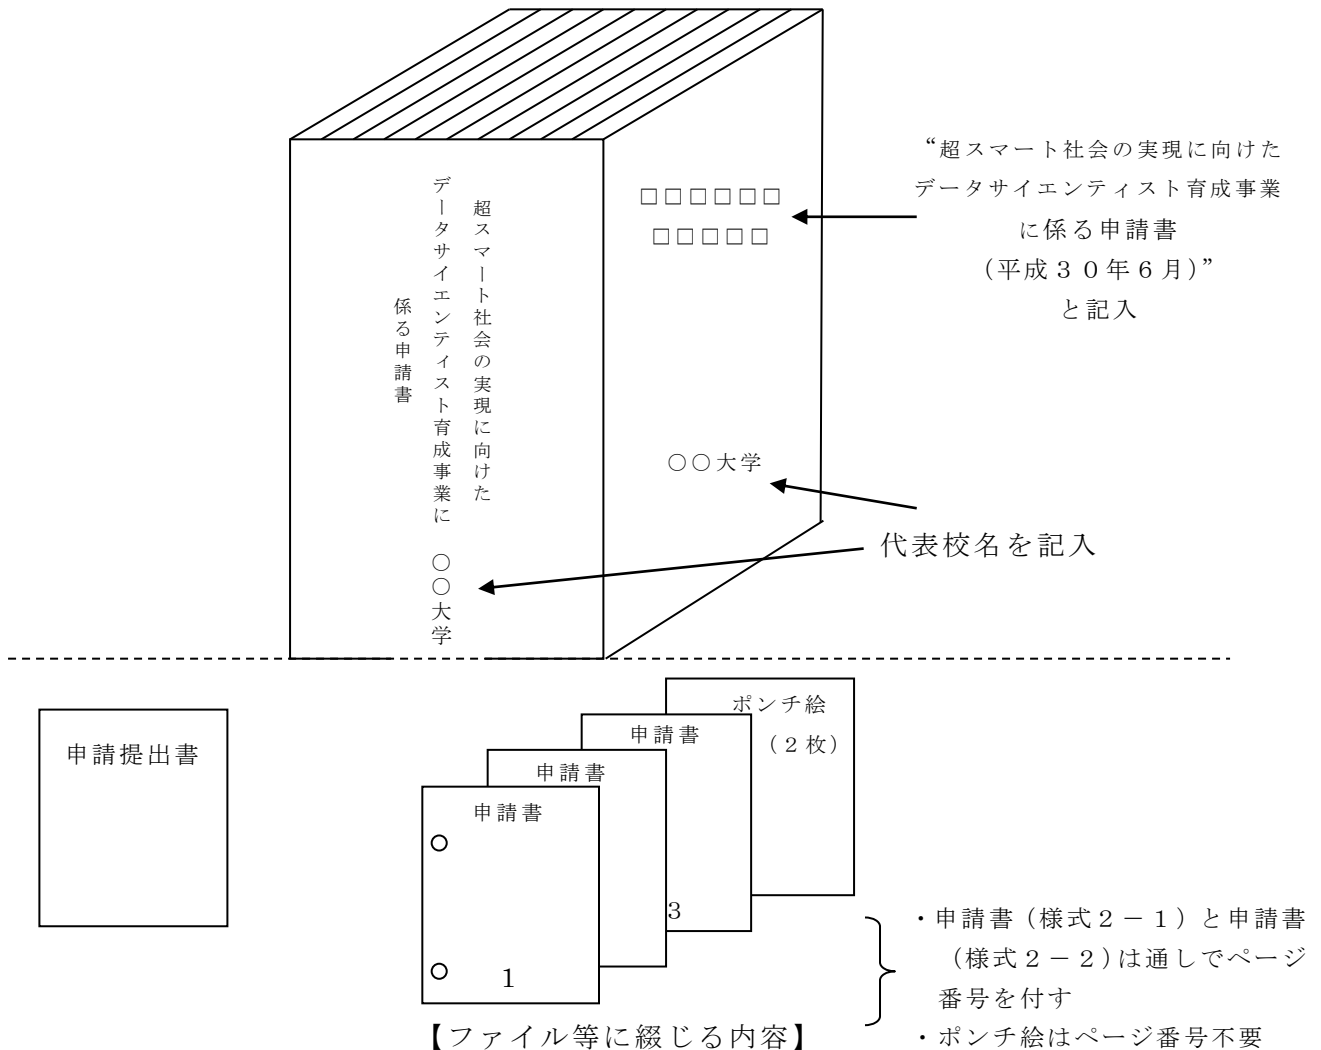 超スマート社会の実現に向けた
データサイエンティスト育成事業に
係る申請書
〇〇大学
□□□□□□
□□□□□
〇〇大学
“超スマート社会の実現に向けた
データサイエンティスト育成事業
に係る申請書
（平成３０年６月）”
と記入
代表校名を記入
申請提出書
ポンチ絵
（２枚）
申請書
3
申請書
申請書
1
【ファイル等に綴じる内容】
・申請書（様式２－１）と申請書
（様式２－２）は通しでページ
番号を付す
・ポンチ絵はページ番号不要